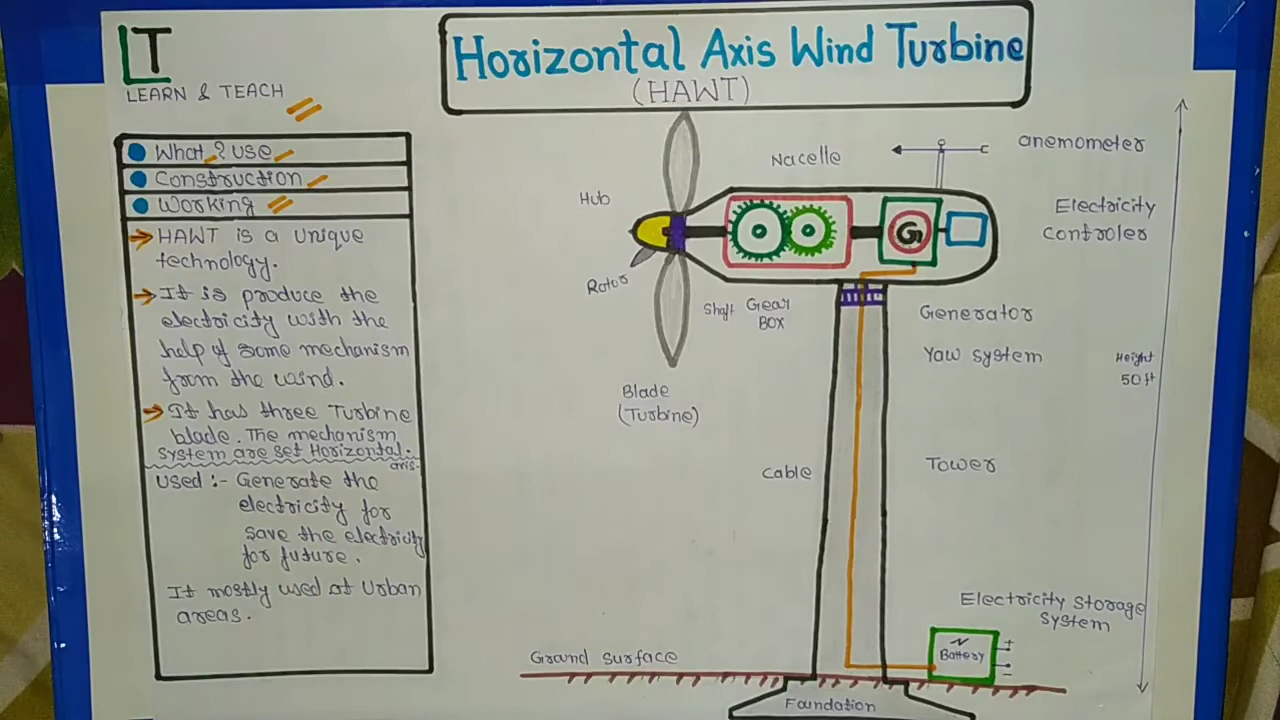 LT
LEARN & TEACH
Horizontal Axis Wind Turbine
(HAWT)
What ? use
Construction
Working
HAWT is a unique
technology.
It is produce the
electricity with the
help of some mechanism
from the wind.
It has three Turbine
blade. The mechanism
system are set Horizontal.
axis.
Used :- Generate the
electricity for
save the electricity
for future.
It mostly used at Urban
areas.
Nacelle
anemometer
Hub
Electricity
controler
G
Rotor
Shaft
Gear
BOX
Generator
Yaw system
Height
50 ft
Blade
(Turbine)
Cable
Tower
Electricity Storage
System
Battery
+
-
Ground surface
Foundation